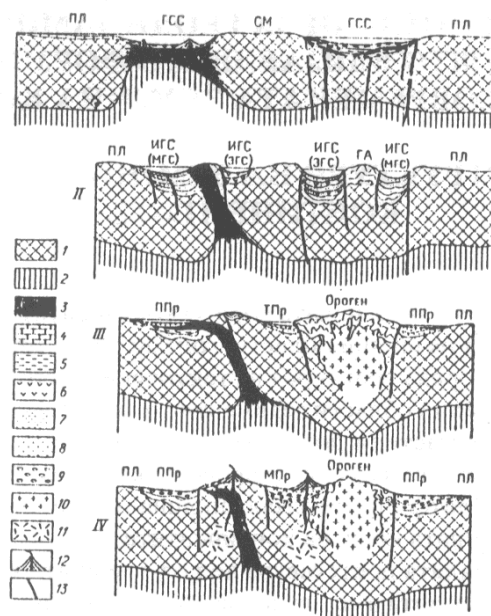 ПЛ ГСС СМ ГСС ПЛ
ПЛ ИГС (МГС) ИГС (ЗГС) ИГС (ЗГС) ГА ИГС (МГС) ПЛ
II
ППр ТПр Ороген ППр ПЛ
III
ПЛ ППр МПр Ороген ППр ПЛ
IV
1
2
3
4
5
6
7
8
9
10
11
12
13